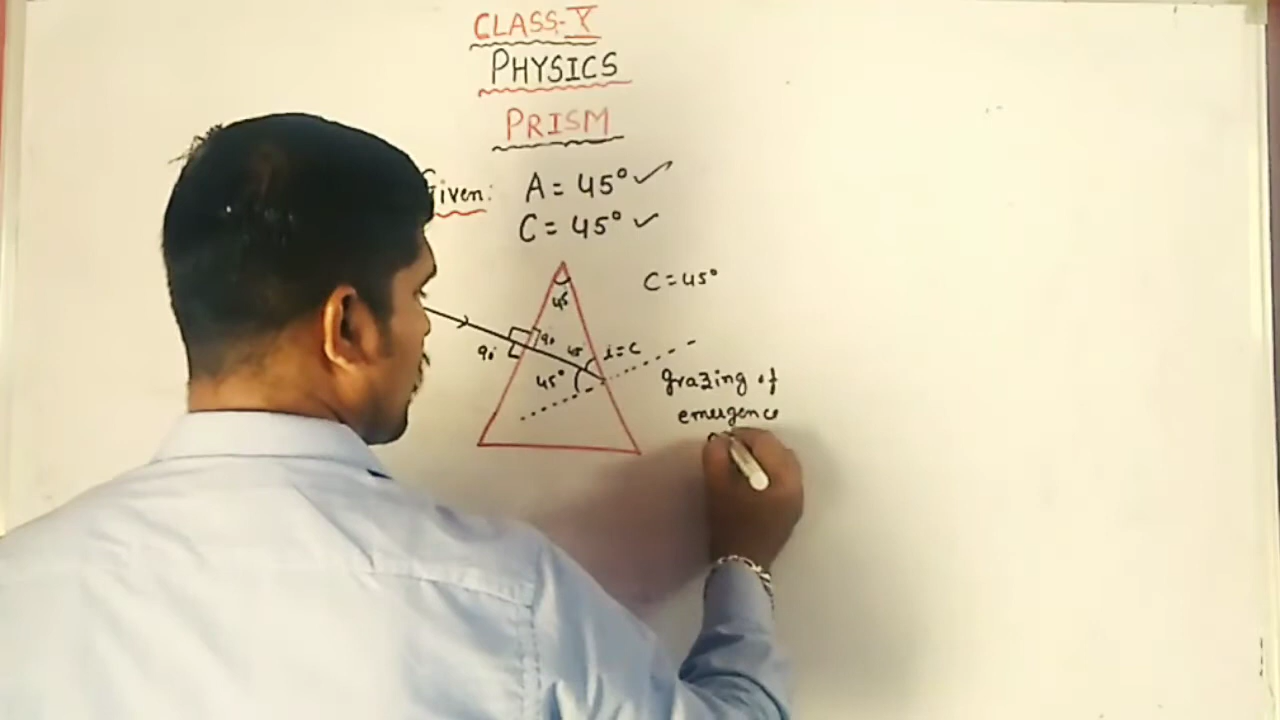 CLASS-X
PHYSICS
PRISM
Given: A = 45° ✓
C = 45° ✓
C = 45°
45
90
90
45
i = c
45°
grazing of
emergence